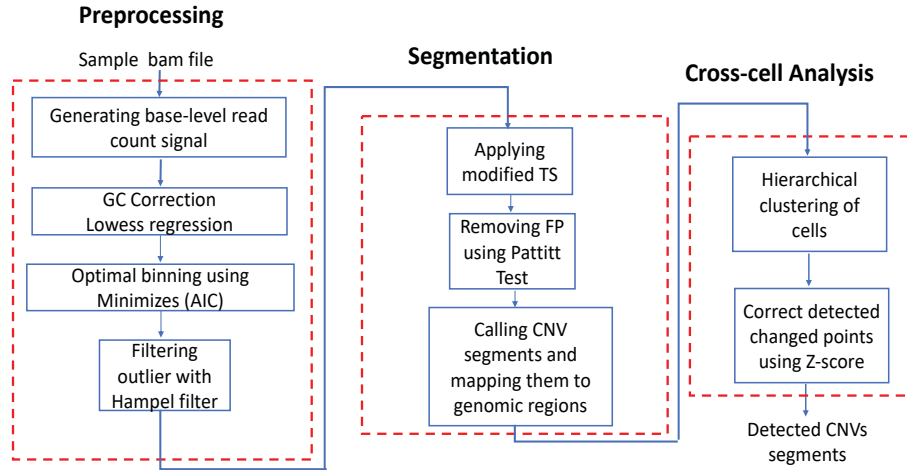 Preprocessing
Sample bam file
Generating base-level read
count signal
GC Correction
Lowess regression
Optimal binning using
Minimizes (AIC)
Filtering
outlier with
Hampel filter
Segmentation
Applying
modified TS
Removing FP
using Pattitt
Test
Calling CNV
segments and
mapping them to
genomic regions
Cross-cell Analysis
Hierarchical
clustering of
cells
Correct detected
changed points
using Z-score
Detected CNVs
segments